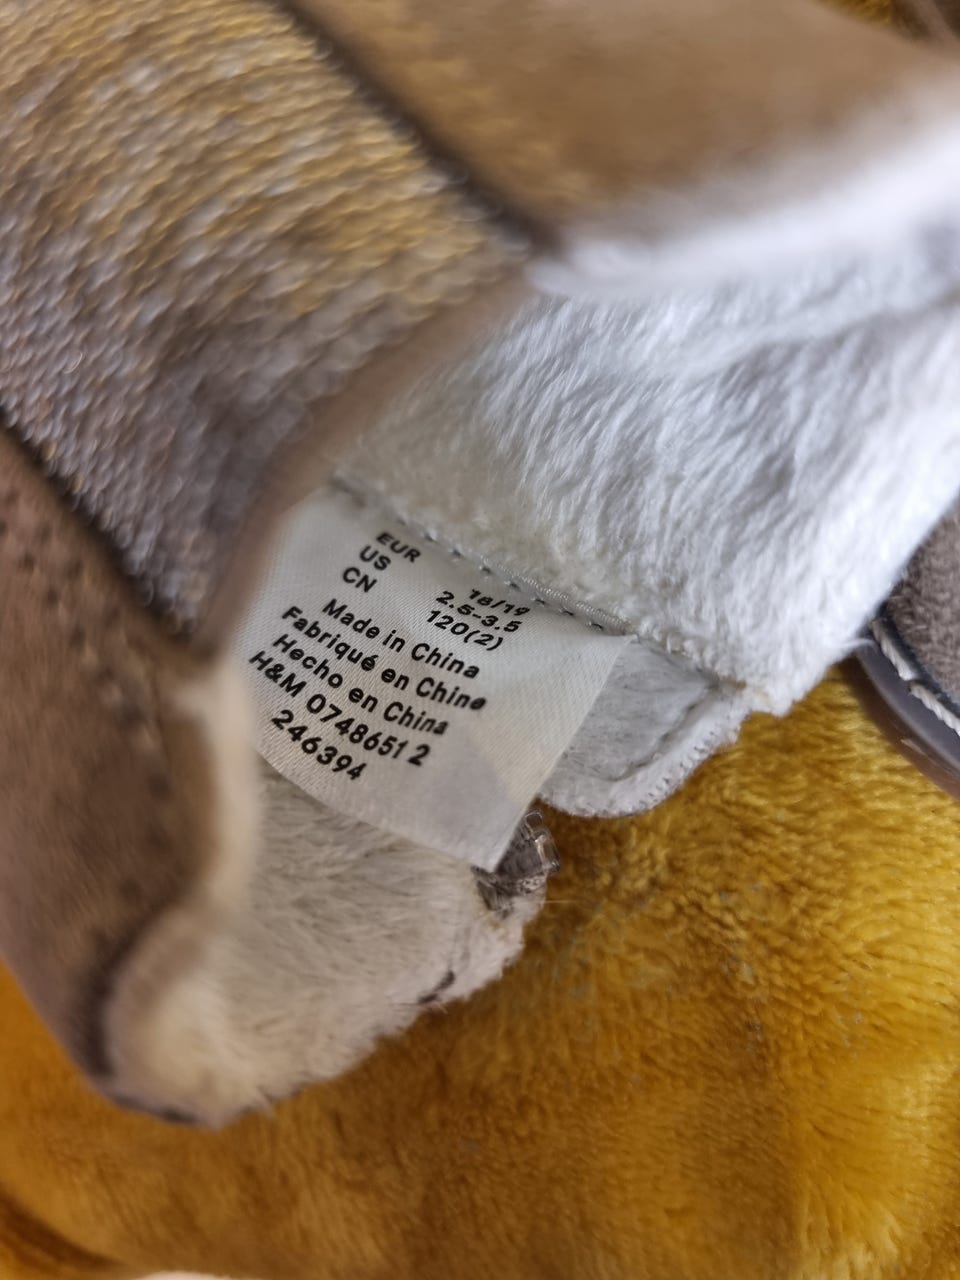 EUR 18/19
US 2.5-3.5
CN 120(2)
Made in China
Fabriqué en Chine
Hecho en China
H&M 0748651 2
246394